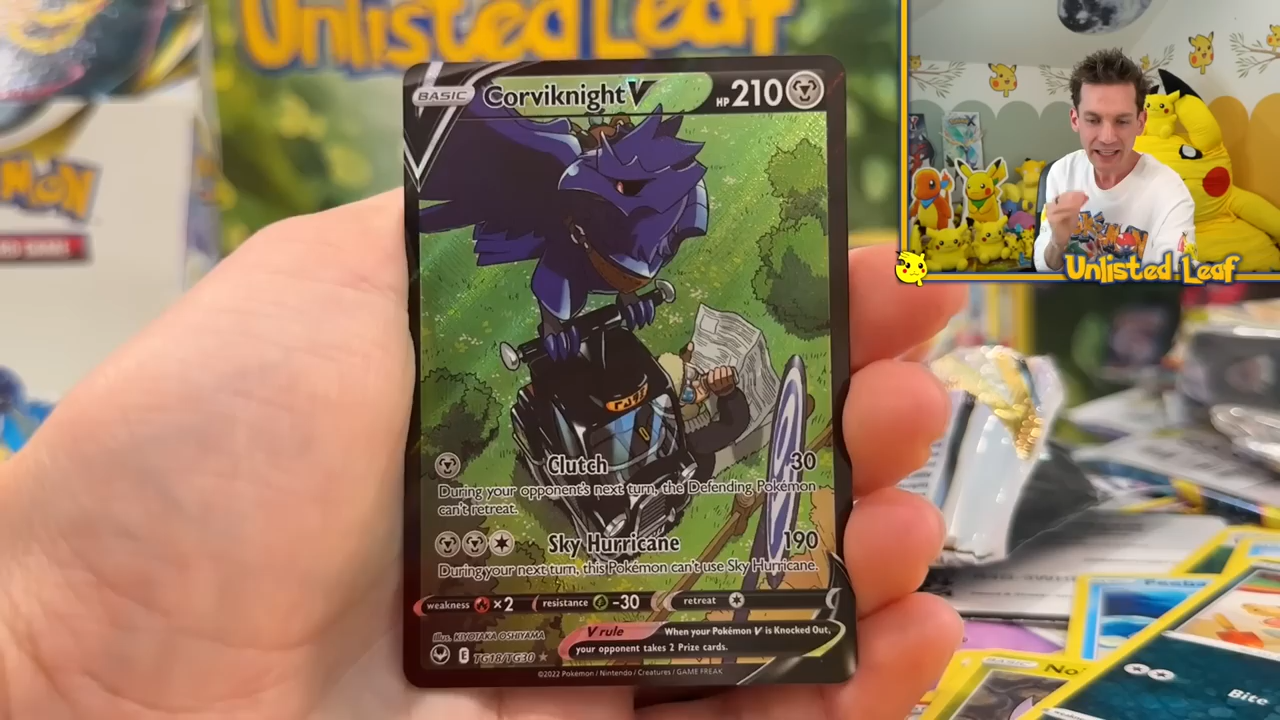 Unlisted Leaf
BASIC
Corviknight V
HP 210
Clutch 30
During your opponent's next turn, the Defending Pokémon
can't retreat.
Sky Hurricane 190
During your next turn, this Pokémon can't use Sky Hurricane.
weakness ×2 resistance -30 retreat
V rule When your Pokémon V is Knocked Out,
your opponent takes 2 Prize cards.
Illus. KIYOTAKA OSHIYAMA
E TG18/TG30
©2022 Pokémon / Nintendo / Creatures / GAME FREAK
Unlisted Leaf
BASIC
Bite